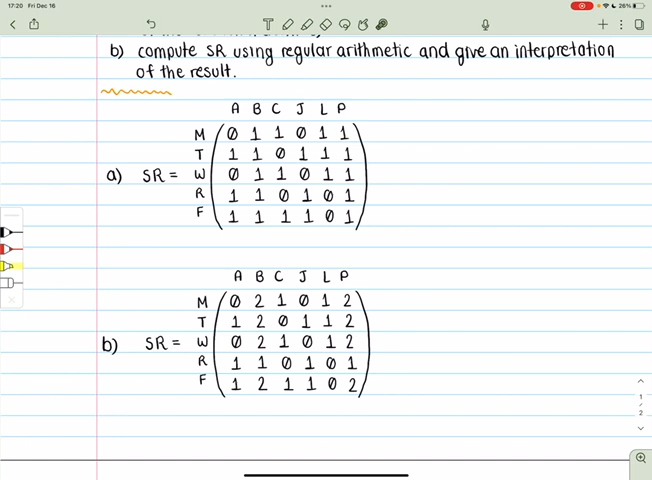 17:20 Fri Dec 16
26%
b) compute SR using regular arithmetic and give an interpretation
of the result.
A B C J L P
M 0 1 1 0 1 1
T 1 1 0 1 1 1
a) SR = W 0 1 1 0 1 1
R 1 1 0 1 0 1
F 1 1 1 1 0 1
A B C J L P
M 0 2 1 0 1 2
T 1 2 0 1 1 2
b) SR = W 0 2 1 0 1 2
R 1 1 0 1 0 1
F 1 2 1 1 0 2
1
/
2